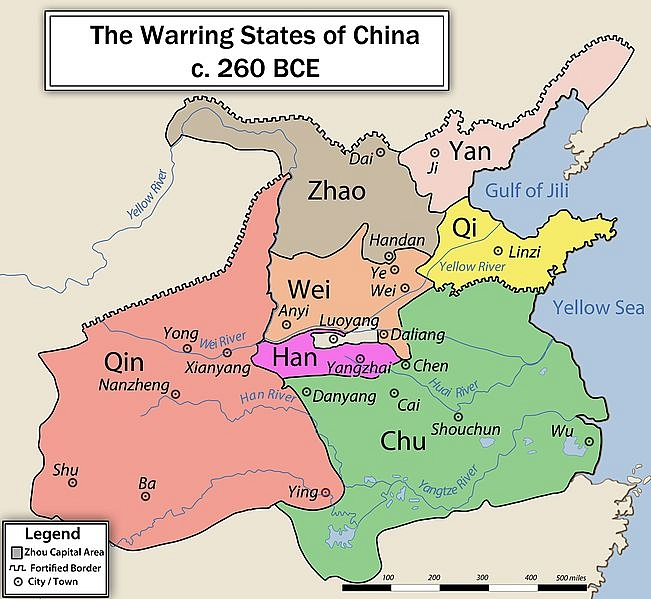 The Warring States of China
c. 260 BCE
Dai
Yan
Ji
Zhao
Yellow River
Gulf of Jili
Qi
Handan
Linzi
Ye
Yellow River
Wei
Wei
Anyi
Yellow Sea
Luoyang
Yong
Wei River
Daliang
Qin
Xianyang
Han
Yangzhai
Chen
Nanzheng
Han River
Danyang
Huai River
Cai
Shouchun
Chu
Wu
Shu
Ba
Ying
Yangtze River
Legend
Zhou Capital Area
Fortified Border
City / Town
100 200 300 400 500 miles